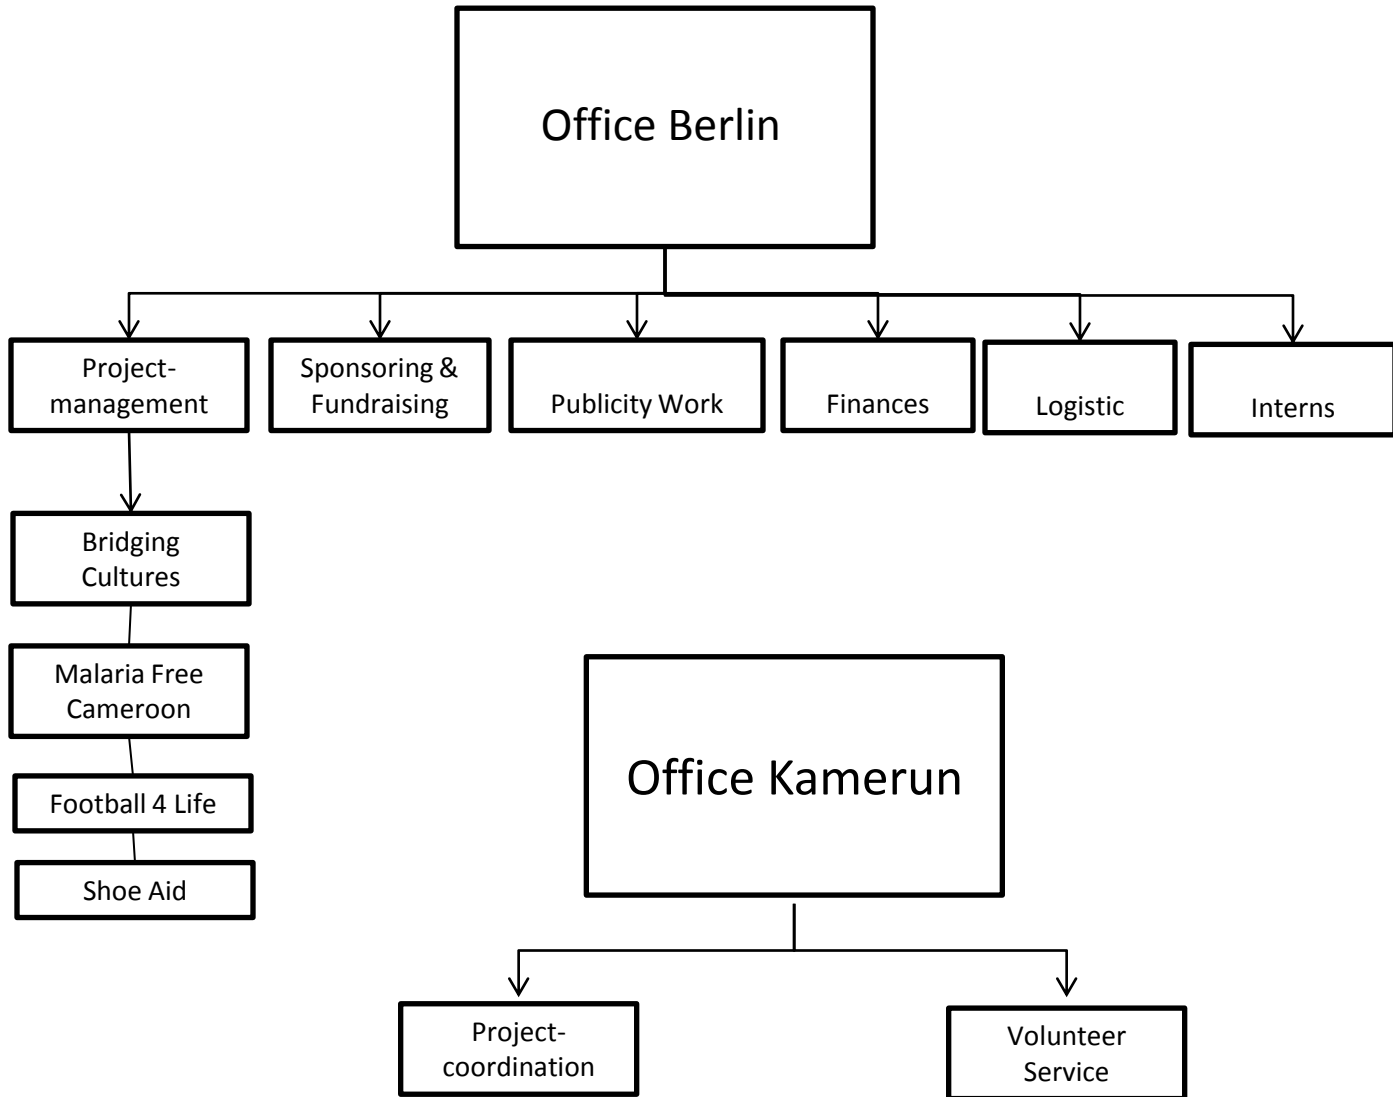 Office Berlin
Project-
management
Sponsoring &
Fundraising
Publicity Work
Finances
Logistic
Interns
Bridging
Cultures
Malaria Free
Cameroon
Football 4 Life
Shoe Aid
Office Kamerun
Project-
coordination
Volunteer
Service